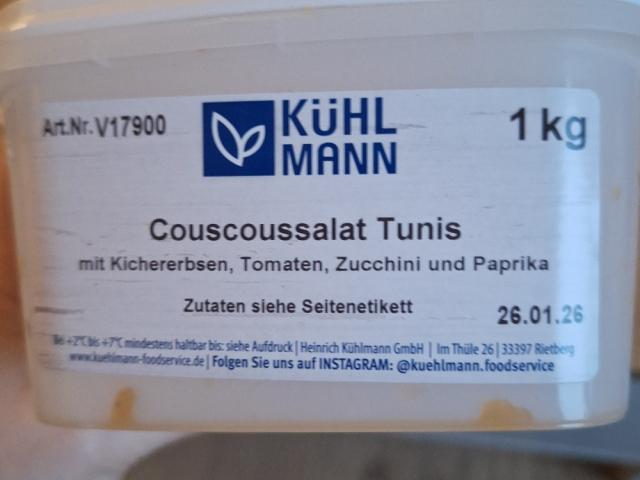 Art.Nr. V17900
KÜHL
MANN
1 kg
Couscoussalat Tunis
mit Kichererbsen, Tomaten, Zucchini und Paprika
Zutaten siehe Seitenetikett
26.01.26
Bei +2°C bis +7°C mindestens haltbar bis: siehe Aufdruck | Heinrich Kühlmann GmbH | Im Thüle 26 | 33397 Rietberg
www.kuehlmann-foodservice.de | Folgen Sie uns auf INSTAGRAM: @kuehlmann.foodservice